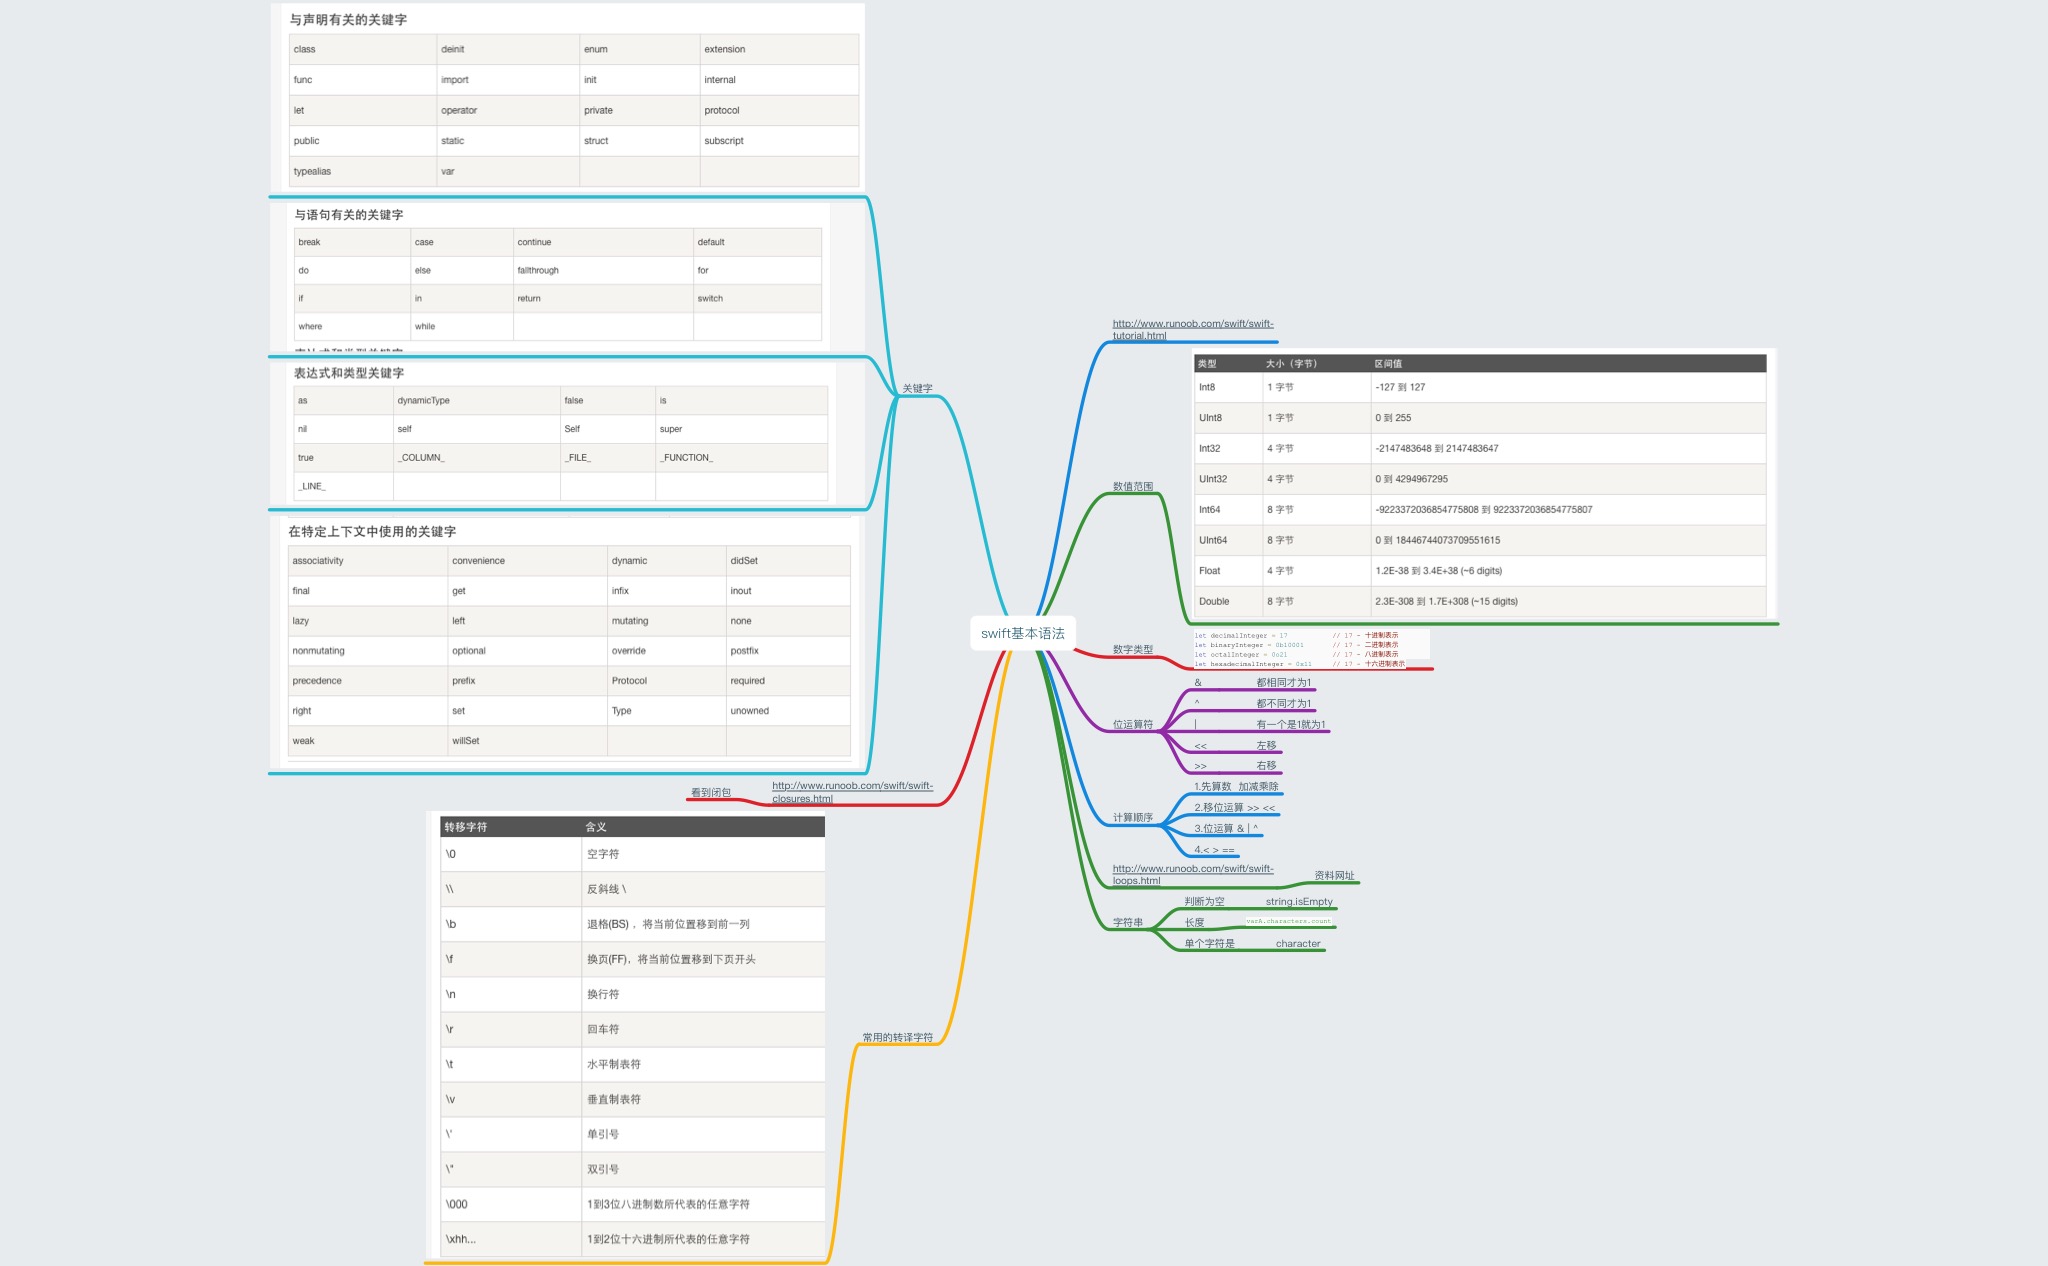 与声明有关的关键字
class deinit enum extension
func import init internal
let operator private protocol
public static struct subscript
typealias var
与语句有关的关键字
break case continue default
do else fallthrough for
if in return switch
where while
表达式和类型关键字
表达式和类型关键字
as dynamicType false is
nil self Self super
true _COLUMN_ _FILE_ _FUNCTION_
_LINE_
在特定上下文中使用的关键字
associativity convenience dynamic didSet
final get infix inout
lazy left mutating none
nonmutating optional override postfix
precedence prefix Protocol required
right set Type unowned
weak willSet
关键字
看到闭包
http://www.runoob.com/swift/swift-
closures.html
转移字符 含义
\0 空字符
\\ 反斜线 \
\b 退格(BS) ，将当前位置移到前一列
\f 换页(FF)，将当前位置移到下页开头
\n 换行符
\r 回车符
\t 水平制表符
\v 垂直制表符
\' 单引号
\" 双引号
\000 1到3位八进制数所代表的任意字符
\xhh... 1到2位十六进制所代表的任意字符
常用的转译字符
swift基本语法
http://www.runoob.com/swift/swift-
tutorial.html
数值范围
类型 大小（字节） 区间值
Int8 1 字节 -127 到 127
UInt8 1 字节 0 到 255
Int32 4 字节 -2147483648 到 2147483647
UInt32 4 字节 0 到 4294967295
Int64 8 字节 -9223372036854775808 到 9223372036854775807
UInt64 8 字节 0 到 18446744073709551615
Float 4 字节 1.2E-38 到 3.4E+38 (~6 digits)
Double 8 字节 2.3E-308 到 1.7E+308 (~15 digits)
数字类型
let decimalInteger = 17 // 17 - 十进制表示
let binaryInteger = 0b10001 // 17 - 二进制表示
let octalInteger = 0o21 // 17 - 八进制表示
let hexadecimalInteger = 0x11 // 17 - 十六进制表示
位运算符
& 都相同才为1
^ 都不同才为1
| 有一个是1就为1
<< 左移
>> 右移
计算顺序
1.先算数 加减乘除
2.移位运算 >> <<
3.位运算 & | ^
4.< > ==
http://www.runoob.com/swift/swift-
loops.html
资料网址
字符串
判断为空 string.isEmpty
长度 varA.characters.count
单个字符是 character